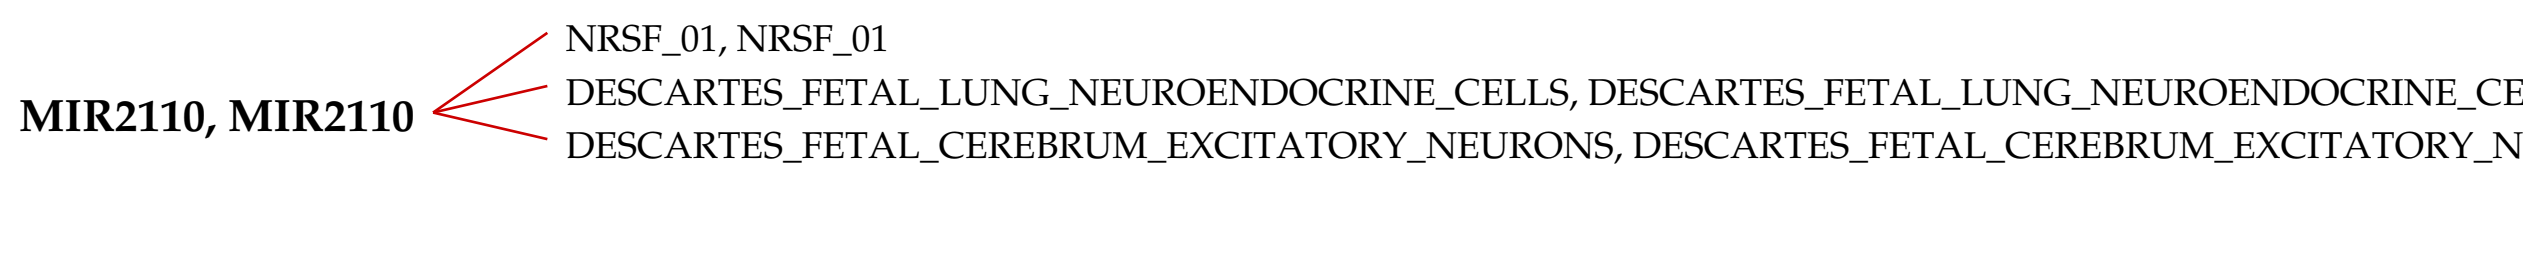 NRSF_01, NRSF_01
DESCARTES_FETAL_LUNG_NEUROENDOCRINE_CELLS, DESCARTES_FETAL_LUNG_NEUROENDOCRINE_CE
MIR2110, MIR2110
DESCARTES_FETAL_CEREBRUM_EXCITATORY_NEURONS, DESCARTES_FETAL_CEREBRUM_EXCITATORY_N